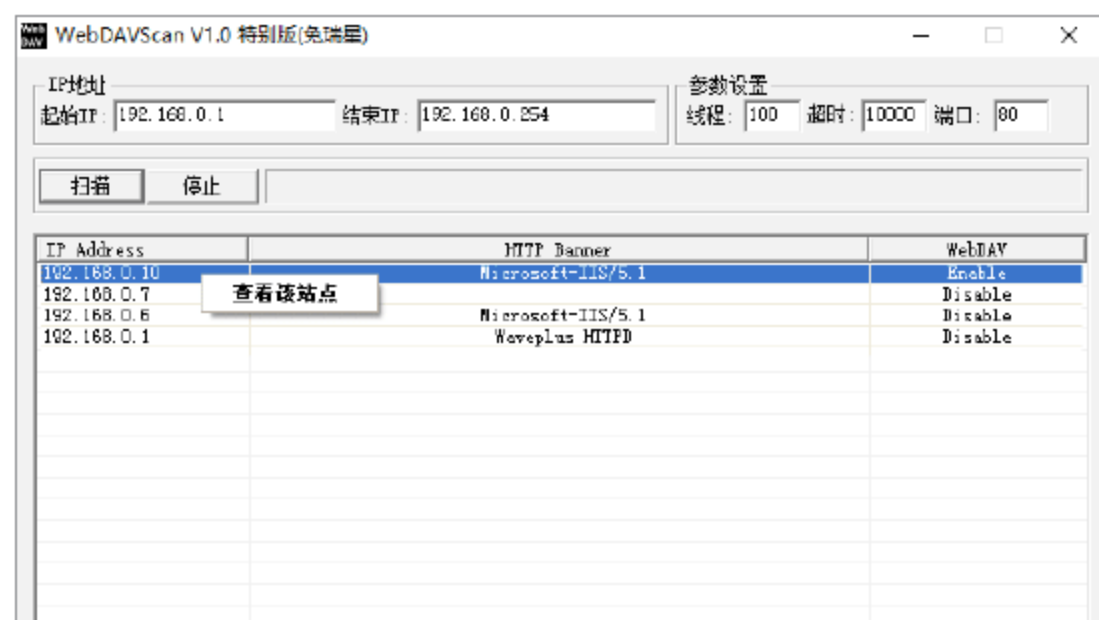 WebDAVScan V1.0 特别版(免瑞星)
IP地址
参数设置
起始IP: 192.168.0.1 结束IP: 192.168.0.254 线程: 100 超时: 10000 端口: 80
扫描 停止
IP Address HTTP Banner WebDAV
192.168.0.10 Microsoft-IIS/5.1 Enable
192.168.0.7 Disable
查看该站点
192.168.0.6 Microsoft-IIS/5.1 Disable
192.168.0.1 Waveplus HTTPD Disable